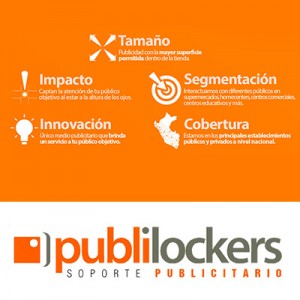 Tamaño
Publicidad con la mayor superficie
permitida dentro de la tienda.
Impacto
Captan la atención de tu público
objetivo al estar a la altura de los ojos.
Segmentación
Interactuamos con diferentes públicos en
supermercados, homecenters, centros comerciales,
centros educativos y más.
Innovación
Único medio publicitario que brinda
un servicio a tu público objetivo.
Cobertura
Estamos en los principales establecimientos
públicos y privados a nivel nacional.
publilockers
SOPORTE PUBLICITARIO